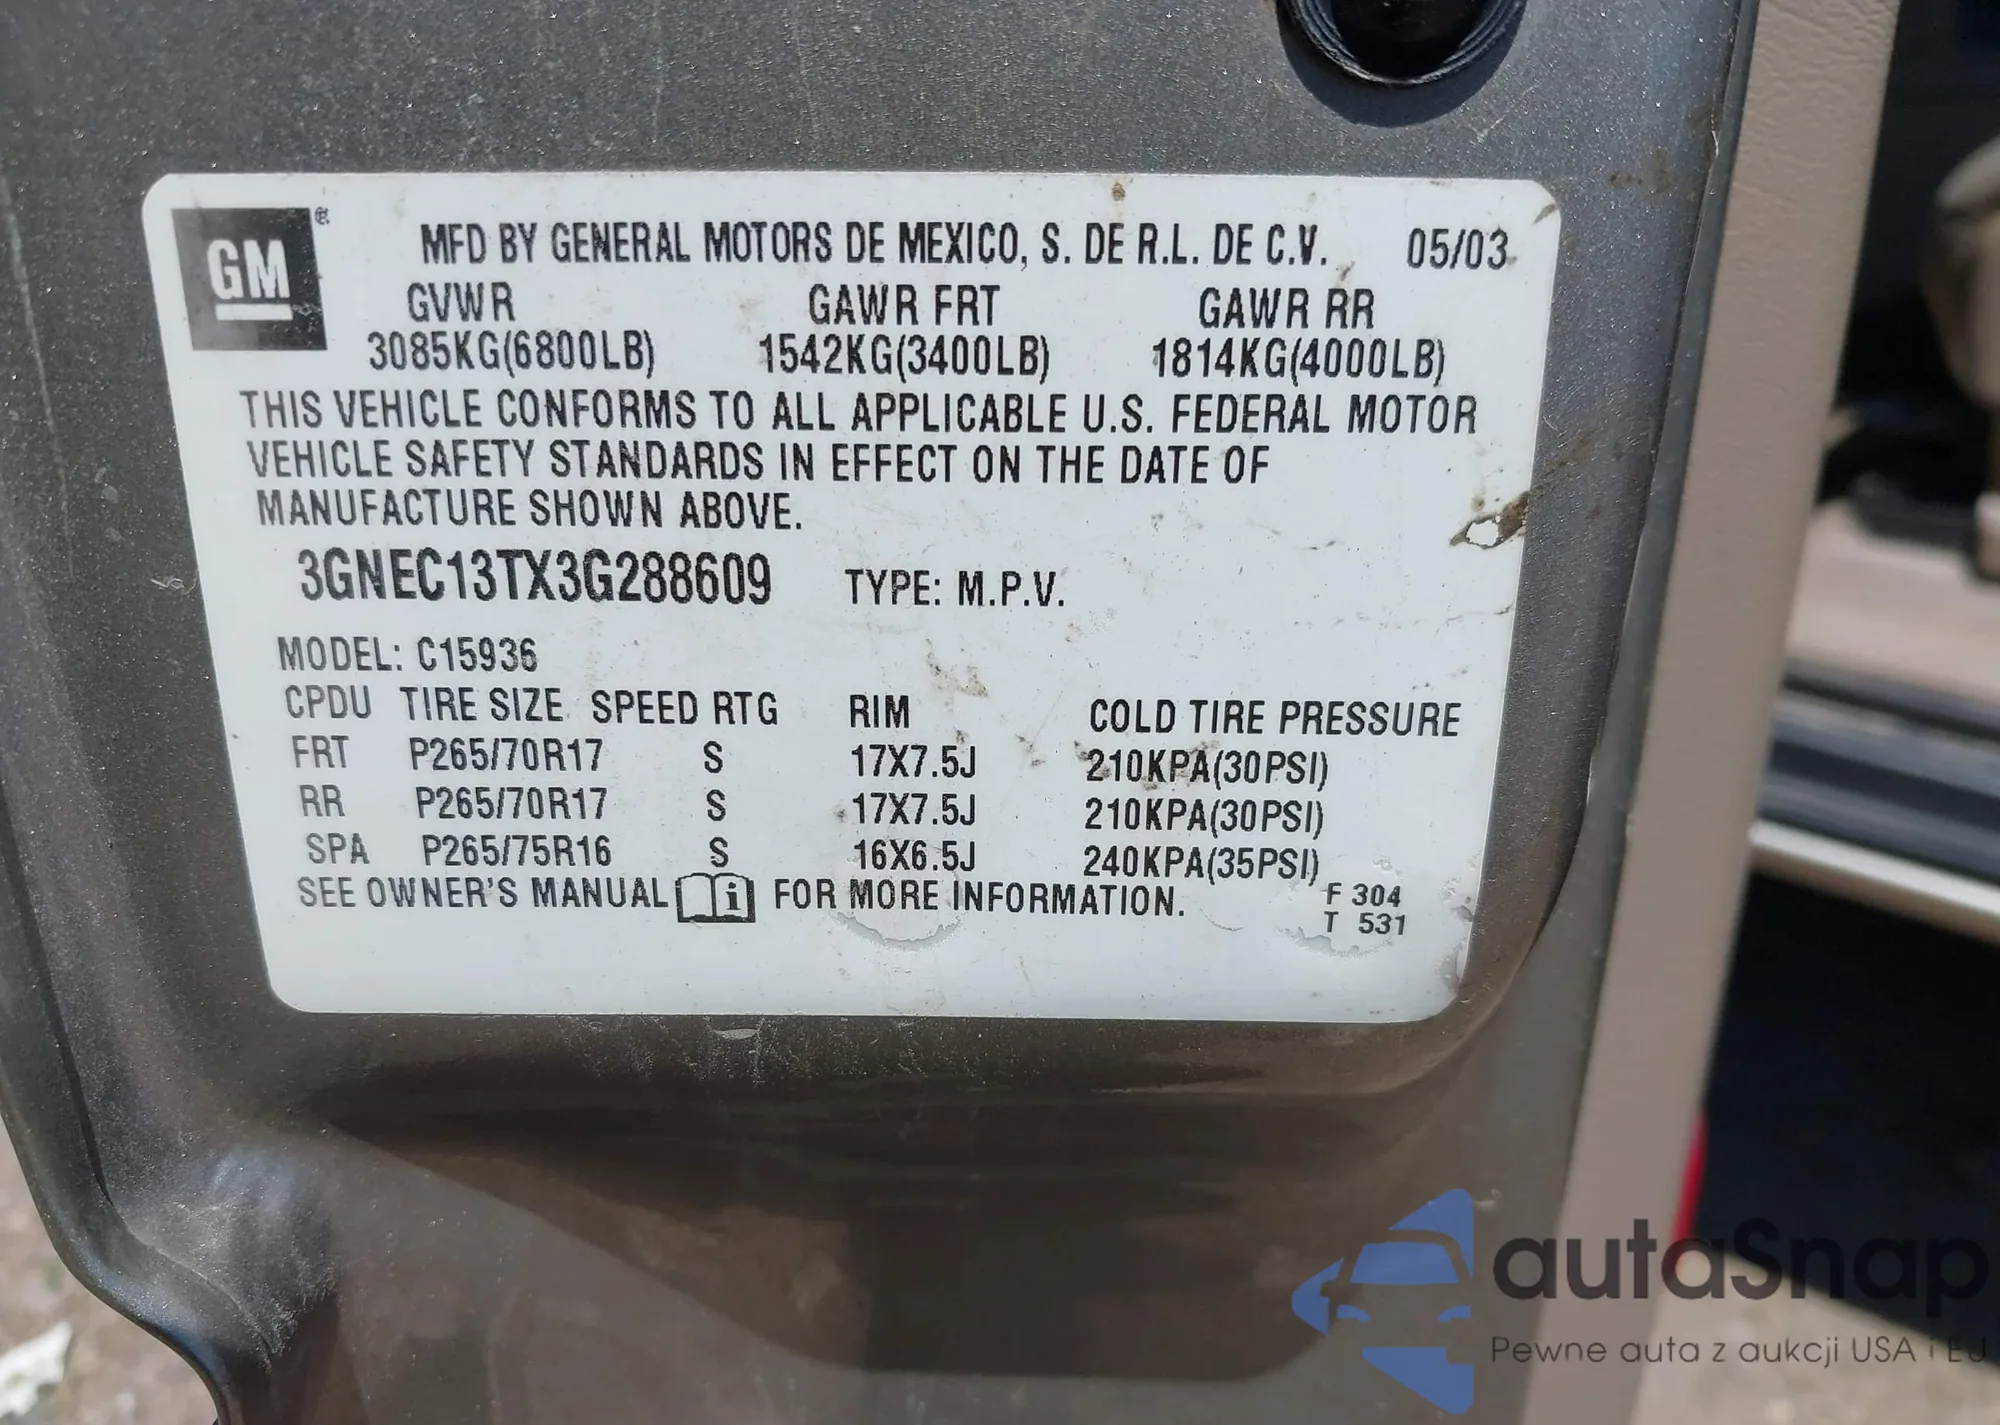 GM®
MFD BY GENERAL MOTORS DE MEXICO, S. DE R.L. DE C.V. 05/03
GVWR GAWR FRT GAWR RR
3085KG(6800LB) 1542KG(3400LB) 1814KG(4000LB)
THIS VEHICLE CONFORMS TO ALL APPLICABLE U.S. FEDERAL MOTOR
VEHICLE SAFETY STANDARDS IN EFFECT ON THE DATE OF
MANUFACTURE SHOWN ABOVE.
3GNEC13TX3G288609 TYPE: M.P.V.
MODEL: C15936
CPDU TIRE SIZE SPEED RTG RIM COLD TIRE PRESSURE
FRT P265/70R17 S 17X7.5J 210KPA(30PSI)
RR P265/70R17 S 17X7.5J 210KPA(30PSI)
SPA P265/75R16 S 16X6.5J 240KPA(35PSI)
SEE OWNER'S MANUAL i FOR MORE INFORMATION.
F 304
T 531
autaSnap
Pewne auta z aukcji USA i EU